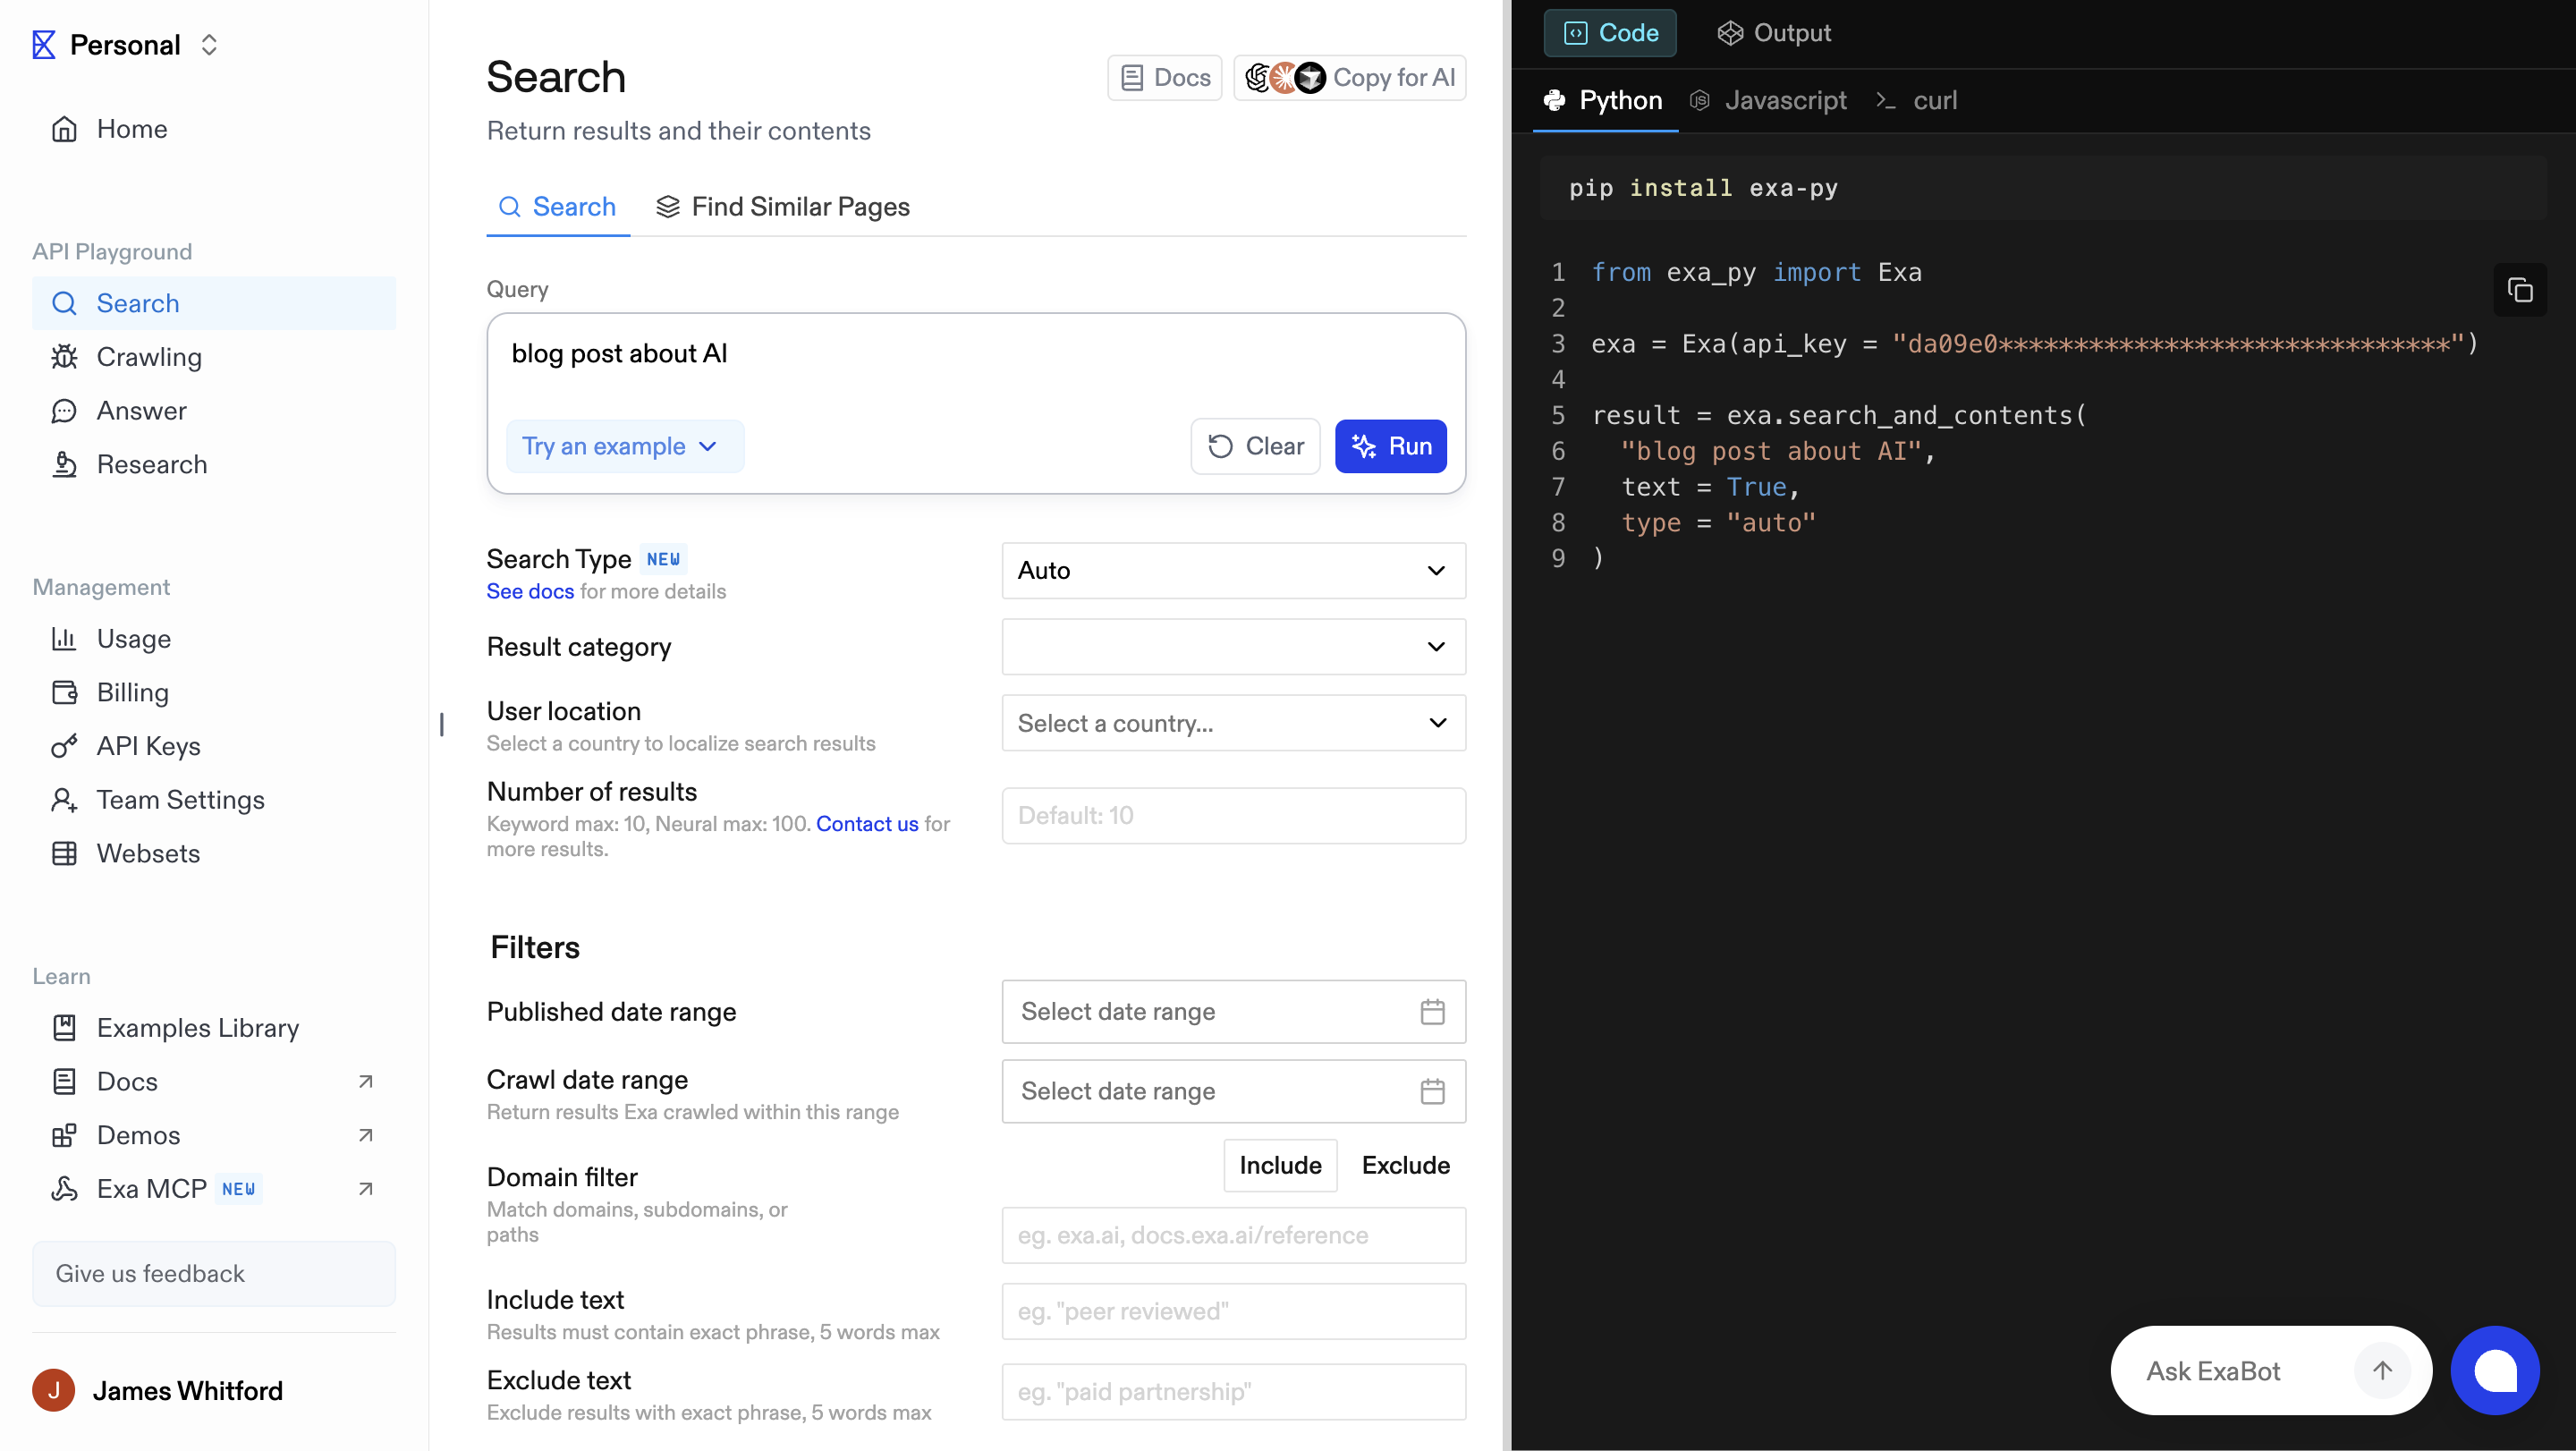 Personal
Home
API Playground
Search
Crawling
Answer
Research
Management
Usage
Billing
API Keys
Team Settings
Websets
Learn
Examples Library
Docs
Demos
Exa MCP NEW
Give us feedback
J James Whitford
Search
Docs
Copy for AI
Return results and their contents
Search
Find Similar Pages
Query
blog post about AI
Try an example
Clear
Run
Search Type NEW
See docs for more details
Auto
Result category
User location
Select a country to localize search results
Select a country...
Number of results
Keyword max: 10, Neural max: 100. Contact us for
more results.
Default: 10
Filters
Published date range
Select date range
Crawl date range
Return results Exa crawled within this range
Select date range
Domain filter
Match domains, subdomains, or
paths
Include Exclude
eg. exa.ai, docs.exa.ai/reference
Include text
Results must contain exact phrase, 5 words max
eg. "peer reviewed"
Exclude text
Exclude results with exact phrase, 5 words max
eg. "paid partnership"
Code
Output
Python
JS Javascript
curl
pip install exa-py
1 from exa_py import Exa
2
3 exa = Exa(api_key = "da09e0******************************")
4
5 result = exa.search_and_contents(
6 "blog post about AI",
7 text = True,
8 type = "auto"
9 )
Ask ExaBot